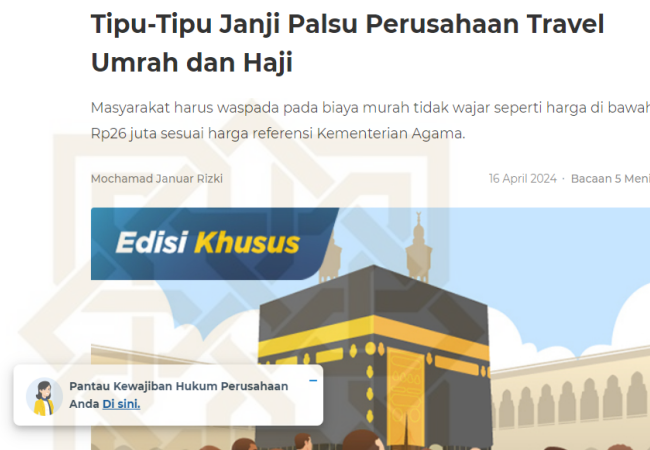 Tipu-Tipu Janji Palsu Perusahaan Travel
Umrah dan Haji
Masyarakat harus waspada pada biaya murah tidak wajar seperti harga di bawah
Rp26 juta sesuai harga referensi Kementerian Agama.
Mochamad Januar Rizki
16 April 2024 · Bacaan 5 Meni
Edisi Khusus
Pantau Kewajiban Hukum Perusahaan
Anda Di sini.